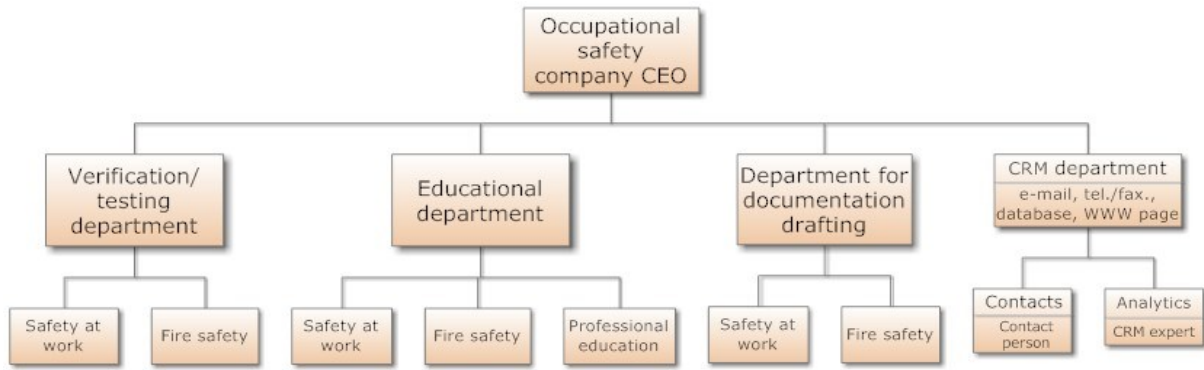 Occupational
safety
company CEO
Verification/
testing
department
Educational
department
Department for
documentation
drafting
CRM department
e-mail, tel./fax.,
database, WWW page
Safety at
work
Fire safety
Safety at
work
Fire safety
Professional
education
Safety at
work
Fire safety
Contacts
Contact
person
Analytics
CRM expert